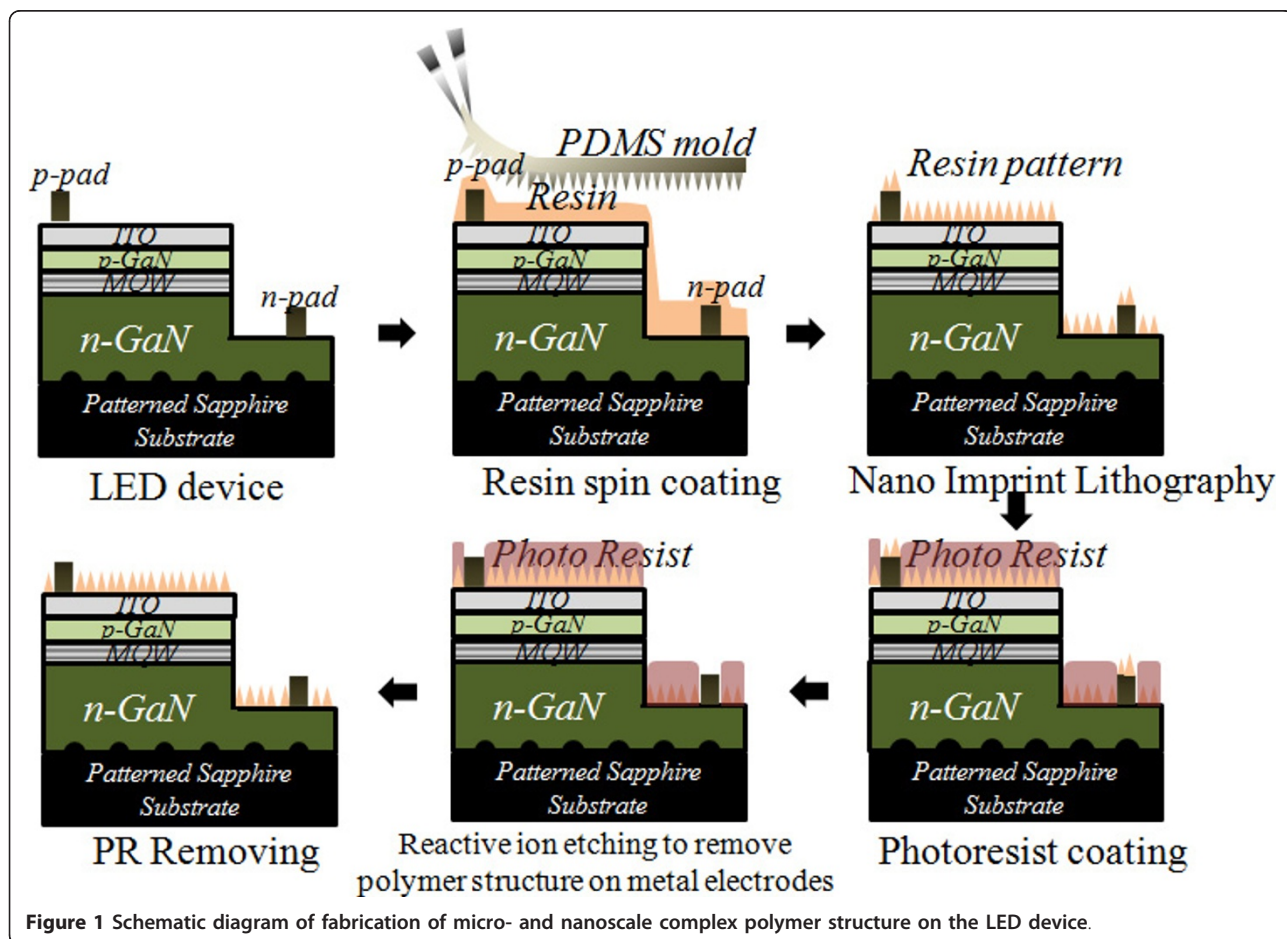 p-pad
ITO
p-GaN
MQW
n-pad
n-GaN
Patterned Sapphire
Substrate
LED device
PDMS mold
p-pad
Resin
ITO
p-GaN
MQW
n-pad
n-GaN
Patterned Sapphire
Substrate
Resin spin coating
Resin pattern
ITO
p-GaN
MQW
n-GaN
Patterned Sapphire
Substrate
Nano Imprint Lithography
Photo Resist
ITO
p-GaN
MQW
n-GaN
Patterned Sapphire
Substrate
Photoresist coating
Photo Resist
ITO
p-GaN
MQW
n-GaN
Patterned Sapphire
Substrate
Reactive ion etching to remove
polymer structure on metal electrodes
ITO
p-GaN
MQW
n-GaN
Patterned Sapphire
Substrate
PR Removing
Figure 1 Schematic diagram of fabrication of micro- and nanoscale complex polymer structure on the LED device.